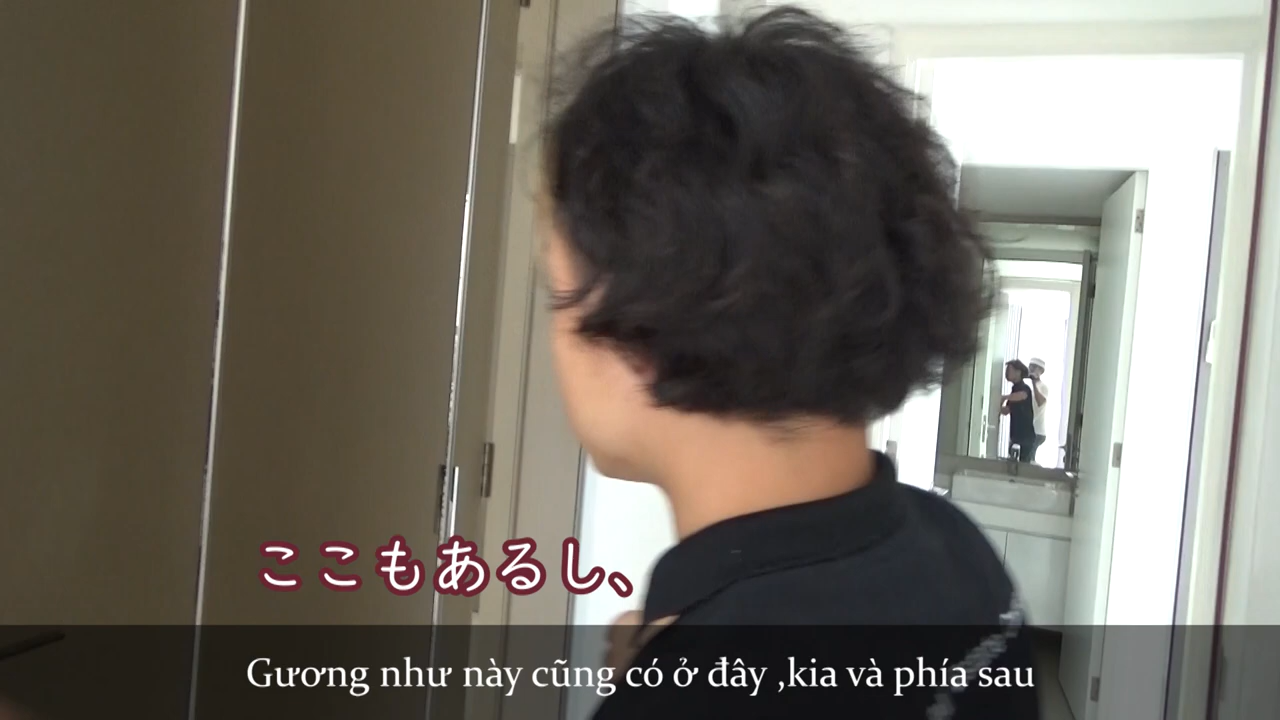 ここもあるし、
Gương như này cũng có ở đây ,kia và phía sau